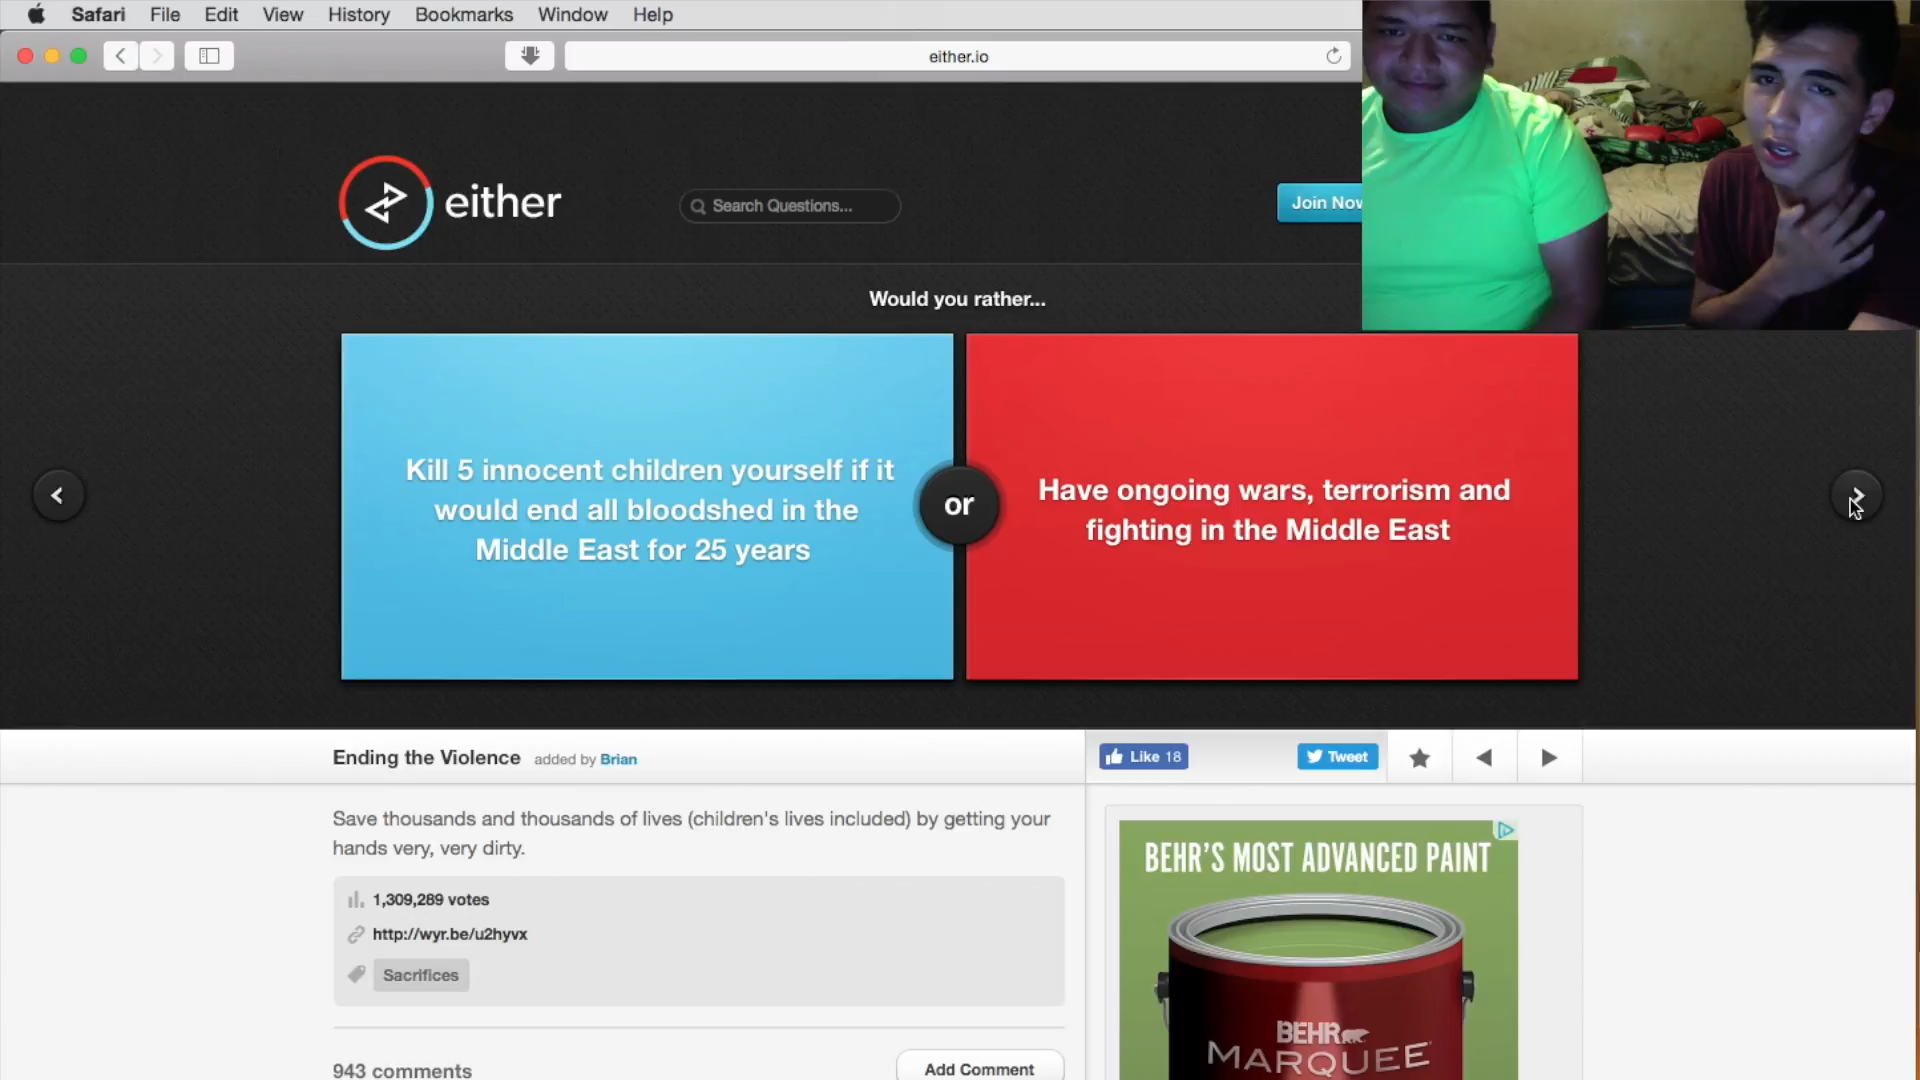 Safari File Edit View History Bookmarks Window Help
either.io
either
Search Questions...
Join Now
Would you rather...
Kill 5 innocent children yourself if it
would end all bloodshed in the
Middle East for 25 years
or
Have ongoing wars, terrorism and
fighting in the Middle East
Ending the Violence added by Brian
Like 18
Tweet
Save thousands and thousands of lives (children's lives included) by getting your
hands very, very dirty.
1,309,289 votes
http://wyr.be/u2hyvx
Sacrifices
943 comments
Add Comment
BEHR'S MOST ADVANCED PAINT
BEHR
MARQUEE